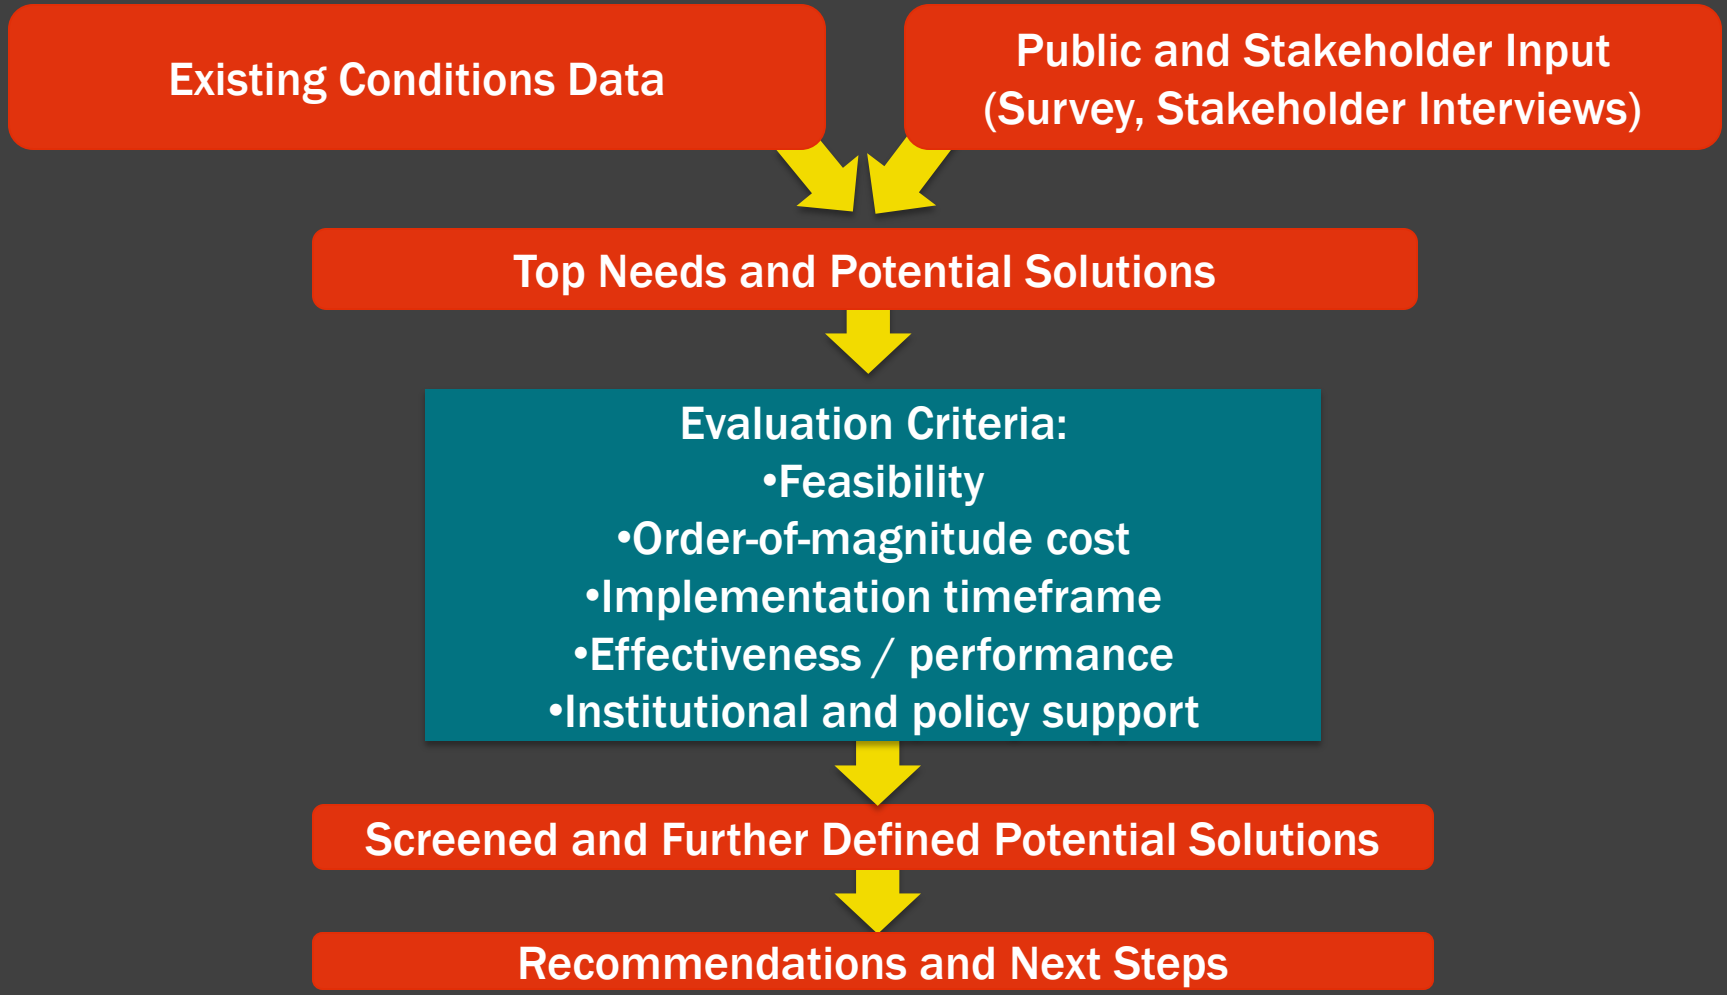 Existing Conditions Data
Public and Stakeholder Input
(Survey, Stakeholder Interviews)
Top Needs and Potential Solutions
Evaluation Criteria:
•Feasibility
•Order-of-magnitude cost
•Implementation timeframe
•Effectiveness / performance
•Institutional and policy support
Screened and Further Defined Potential Solutions
Recommendations and Next Steps